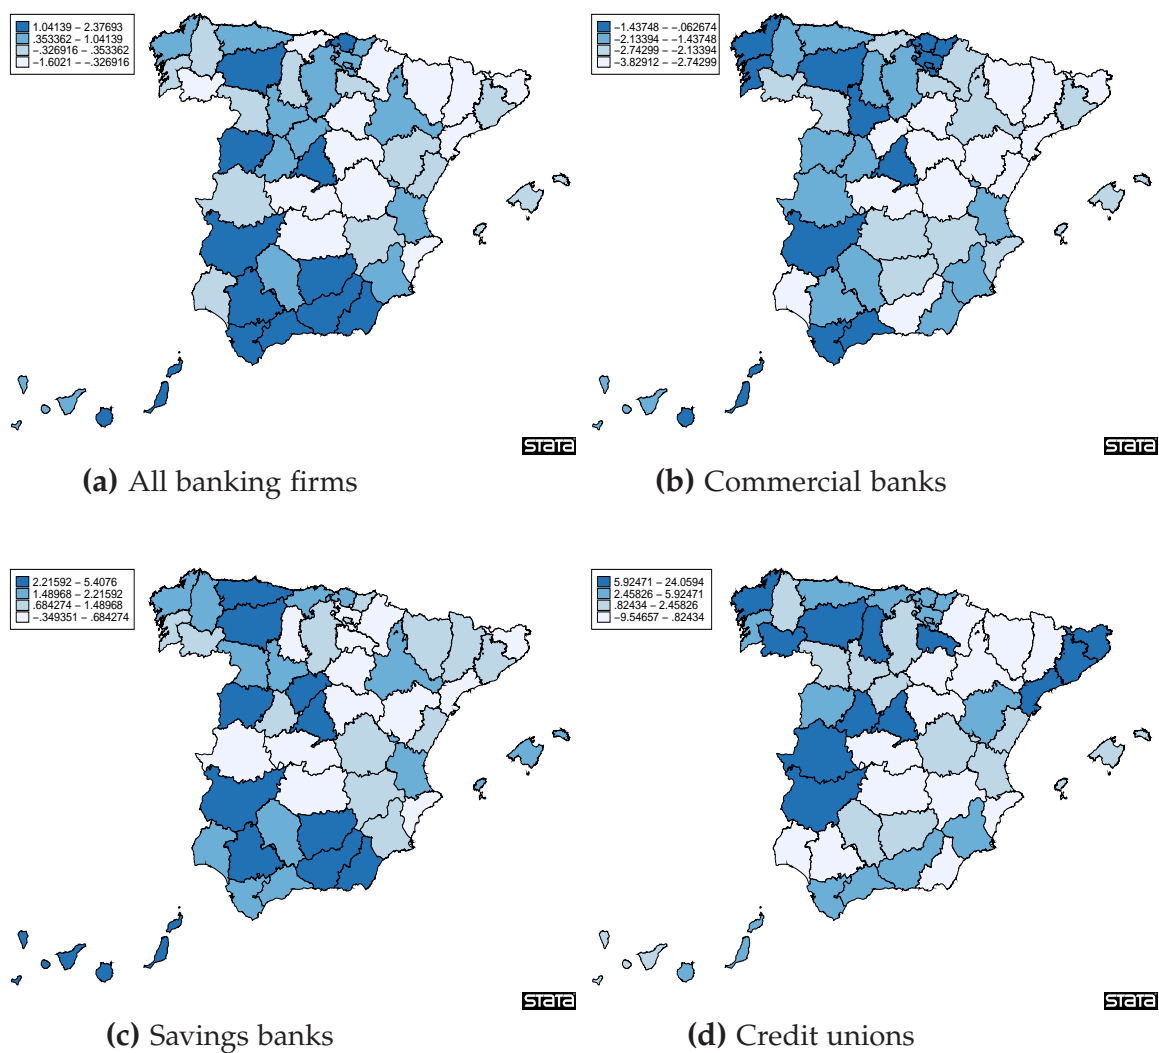 1.04139 − 2.37693
.353362 − 1.04139
−.326916 − .353362
−1.6021 − −.326916
stata
(a) All banking firms
−1.43748 − −.062674
−2.13394 − −1.43748
−2.74299 − −2.13394
−3.82912 − −2.74299
stata
(b) Commercial banks
2.21592 − 5.4076
1.48968 − 2.21592
.684274 − 1.48968
−.349351 − .684274
stata
(c) Savings banks
5.92471 − 24.0594
2.45826 − 5.92471
.82434 − 2.45826
−9.54657 − .82434
stata
(d) Credit unions